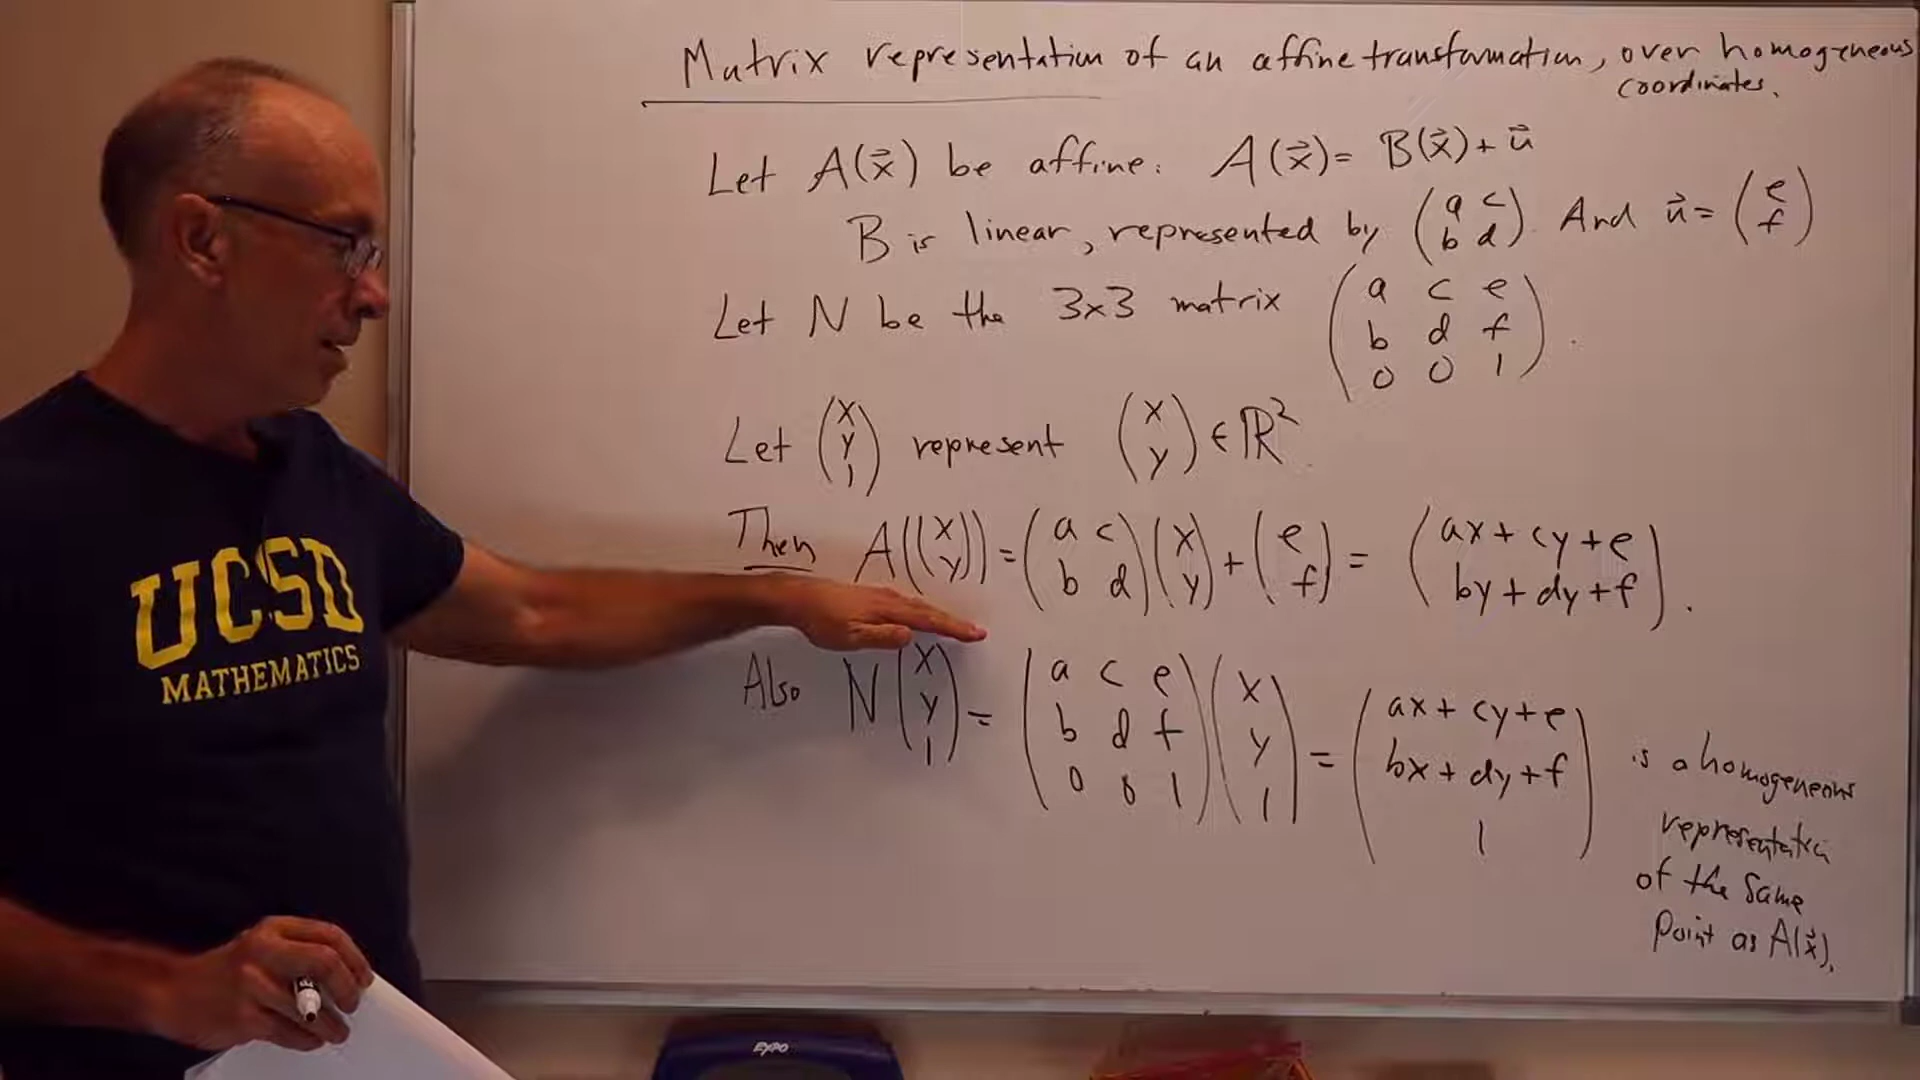 Matrix representation of an affine transformation, over homogeneous
coordinates.
Let A(x⃗) be affine: A(x⃗) = B(x⃗) + u⃗
B is linear, represented by (a c; b d). And u⃗ = (e; f)
Let N be the 3x3 matrix (a c e; b d f; 0 0 1).
Let (x; y; 1) represent (x; y) ∈ ℝ².
Then A((x; y)) = (a c; b d)(x; y) + (e; f) = (ax + cy + e; by + dy + f).
Also N(x; y; 1) = (a c e; b d f; 0 0 1)(x; y; 1) = (ax + cy + e; bx + dy + f; 1) is a homogeneous
representation
of the same
point as A(x⃗).
UCSD
MATHEMATICS
EXPO